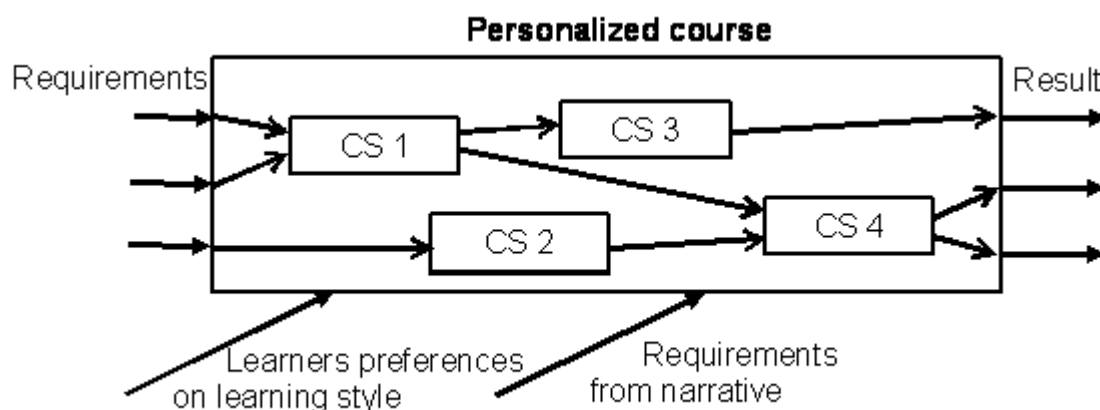 Personalized course
Requirements
Result
CS 1
CS 3
CS 2
CS 4
Learners preferences
on learning style
Requirements
from narrative